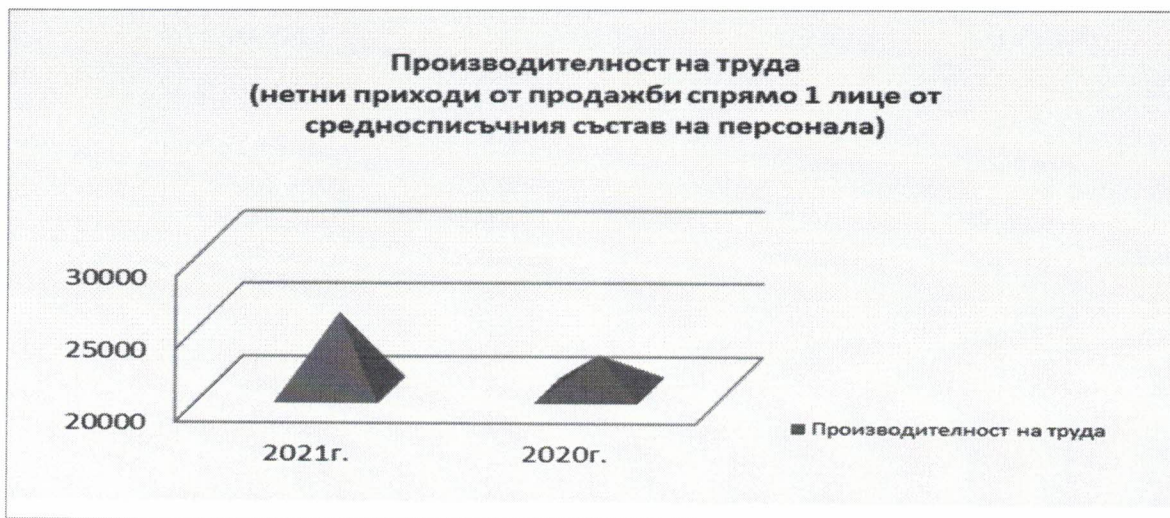 Производителност на труда
(нетни приходи от продажби спрямо 1 лице от
средносписъчния състав на персонала)
30000
25000
20000
2021г.
2020г.
Производителност на труда